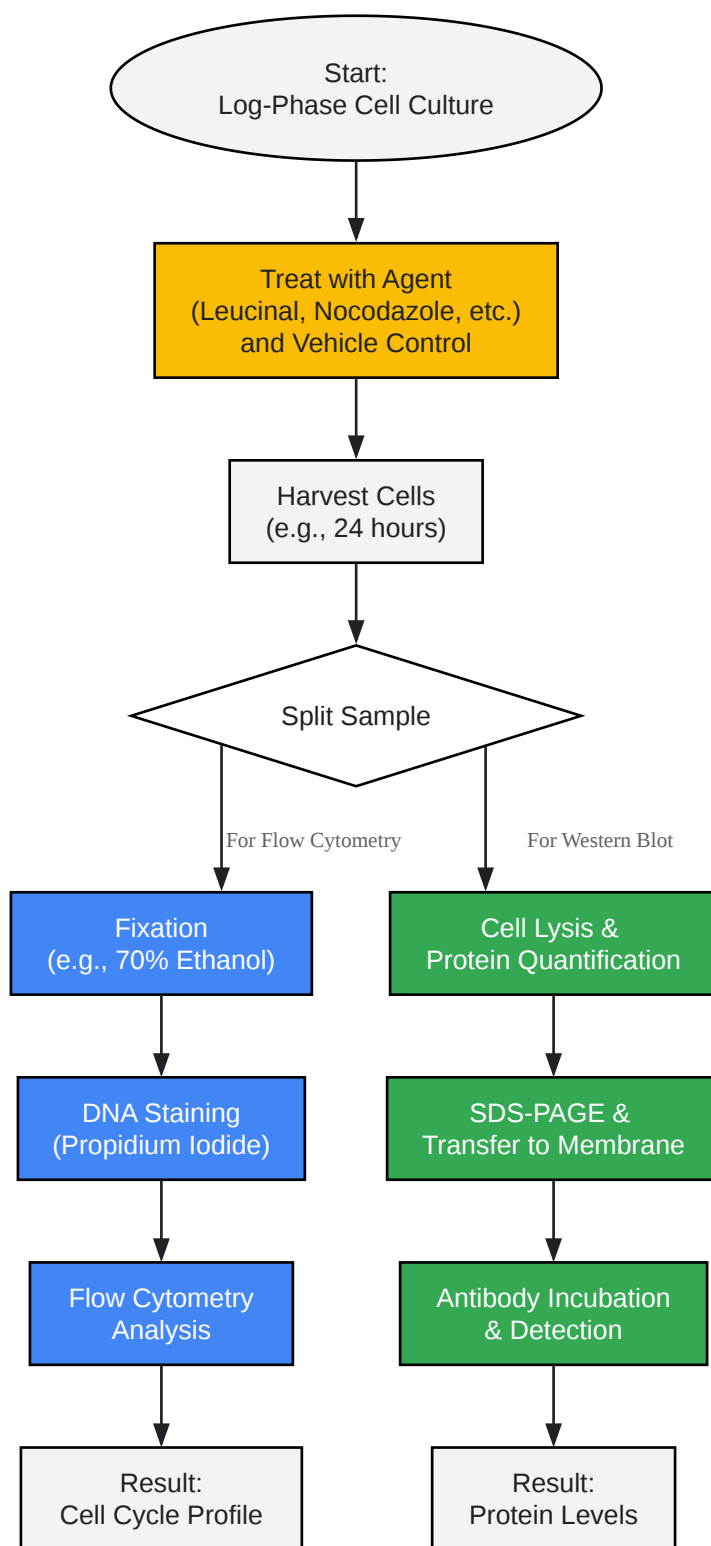 Start:
Log-Phase Cell Culture
Treat with Agent
(Leucinal, Nocodazole, etc.)
and Vehicle Control
Harvest Cells
(e.g., 24 hours)
Split Sample
For Flow Cytometry
For Western Blot
Fixation
(e.g., 70% Ethanol)
Cell Lysis &
Protein Quantification
DNA Staining
(Propidium Iodide)
SDS-PAGE &
Transfer to Membrane
Flow Cytometry
Analysis
Antibody Incubation
& Detection
Result:
Cell Cycle Profile
Result:
Protein Levels